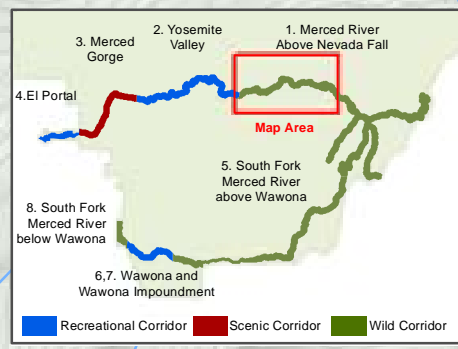 1. Merced River
Above Nevada Fall
2. Yosemite
Valley
3. Merced
Gorge
4.El Portal
Map Area
5. South Fork
Merced River
above Wawona
8. South Fork
Merced River
below Wawona
6,7. Wawona and
Wawona Impoundment
Recreational Corridor
Scenic Corridor
Wild Corridor